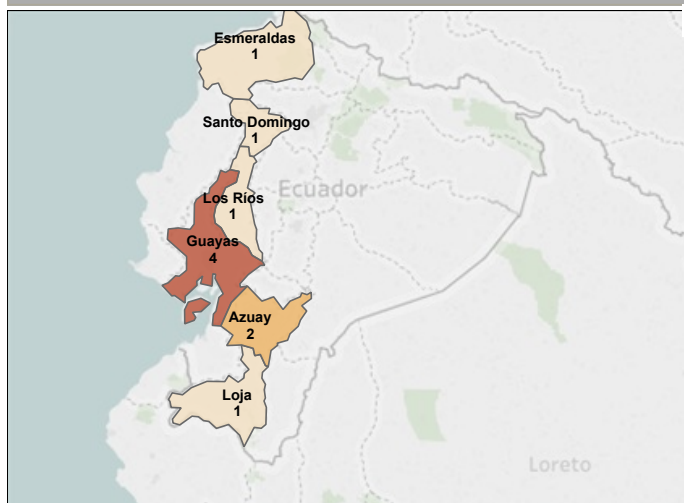 Esmeraldas
1
Santo Domingo
1
Ecuador
Los Ríos
1
Guayas
4
Azuay
2
Loja
1
Loreto